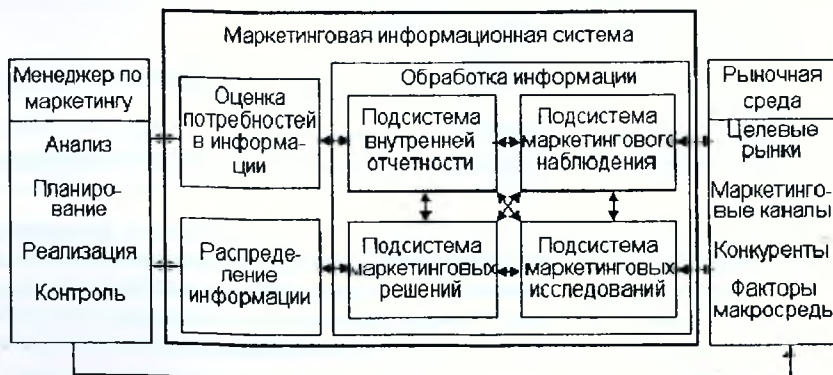 Маркетинговая информационная система
Менеджер по
маркетингу
Анализ
Планиро-
вание
Реализация
Контроль
Оценка
потребностей
в информа-
ции
Распреде-
ление
информации
Обработка информации
Подсистема
внутренней
отчетности
Подсистема
маркетингового
наблюдения
Подсистема
маркетинговых
решений
Подсистема
маркетинговых
исследований
Рыночная
среда
Целевые
рынки
Маркетинго-
вые каналы
Конкуренты
Факторы
макросредь